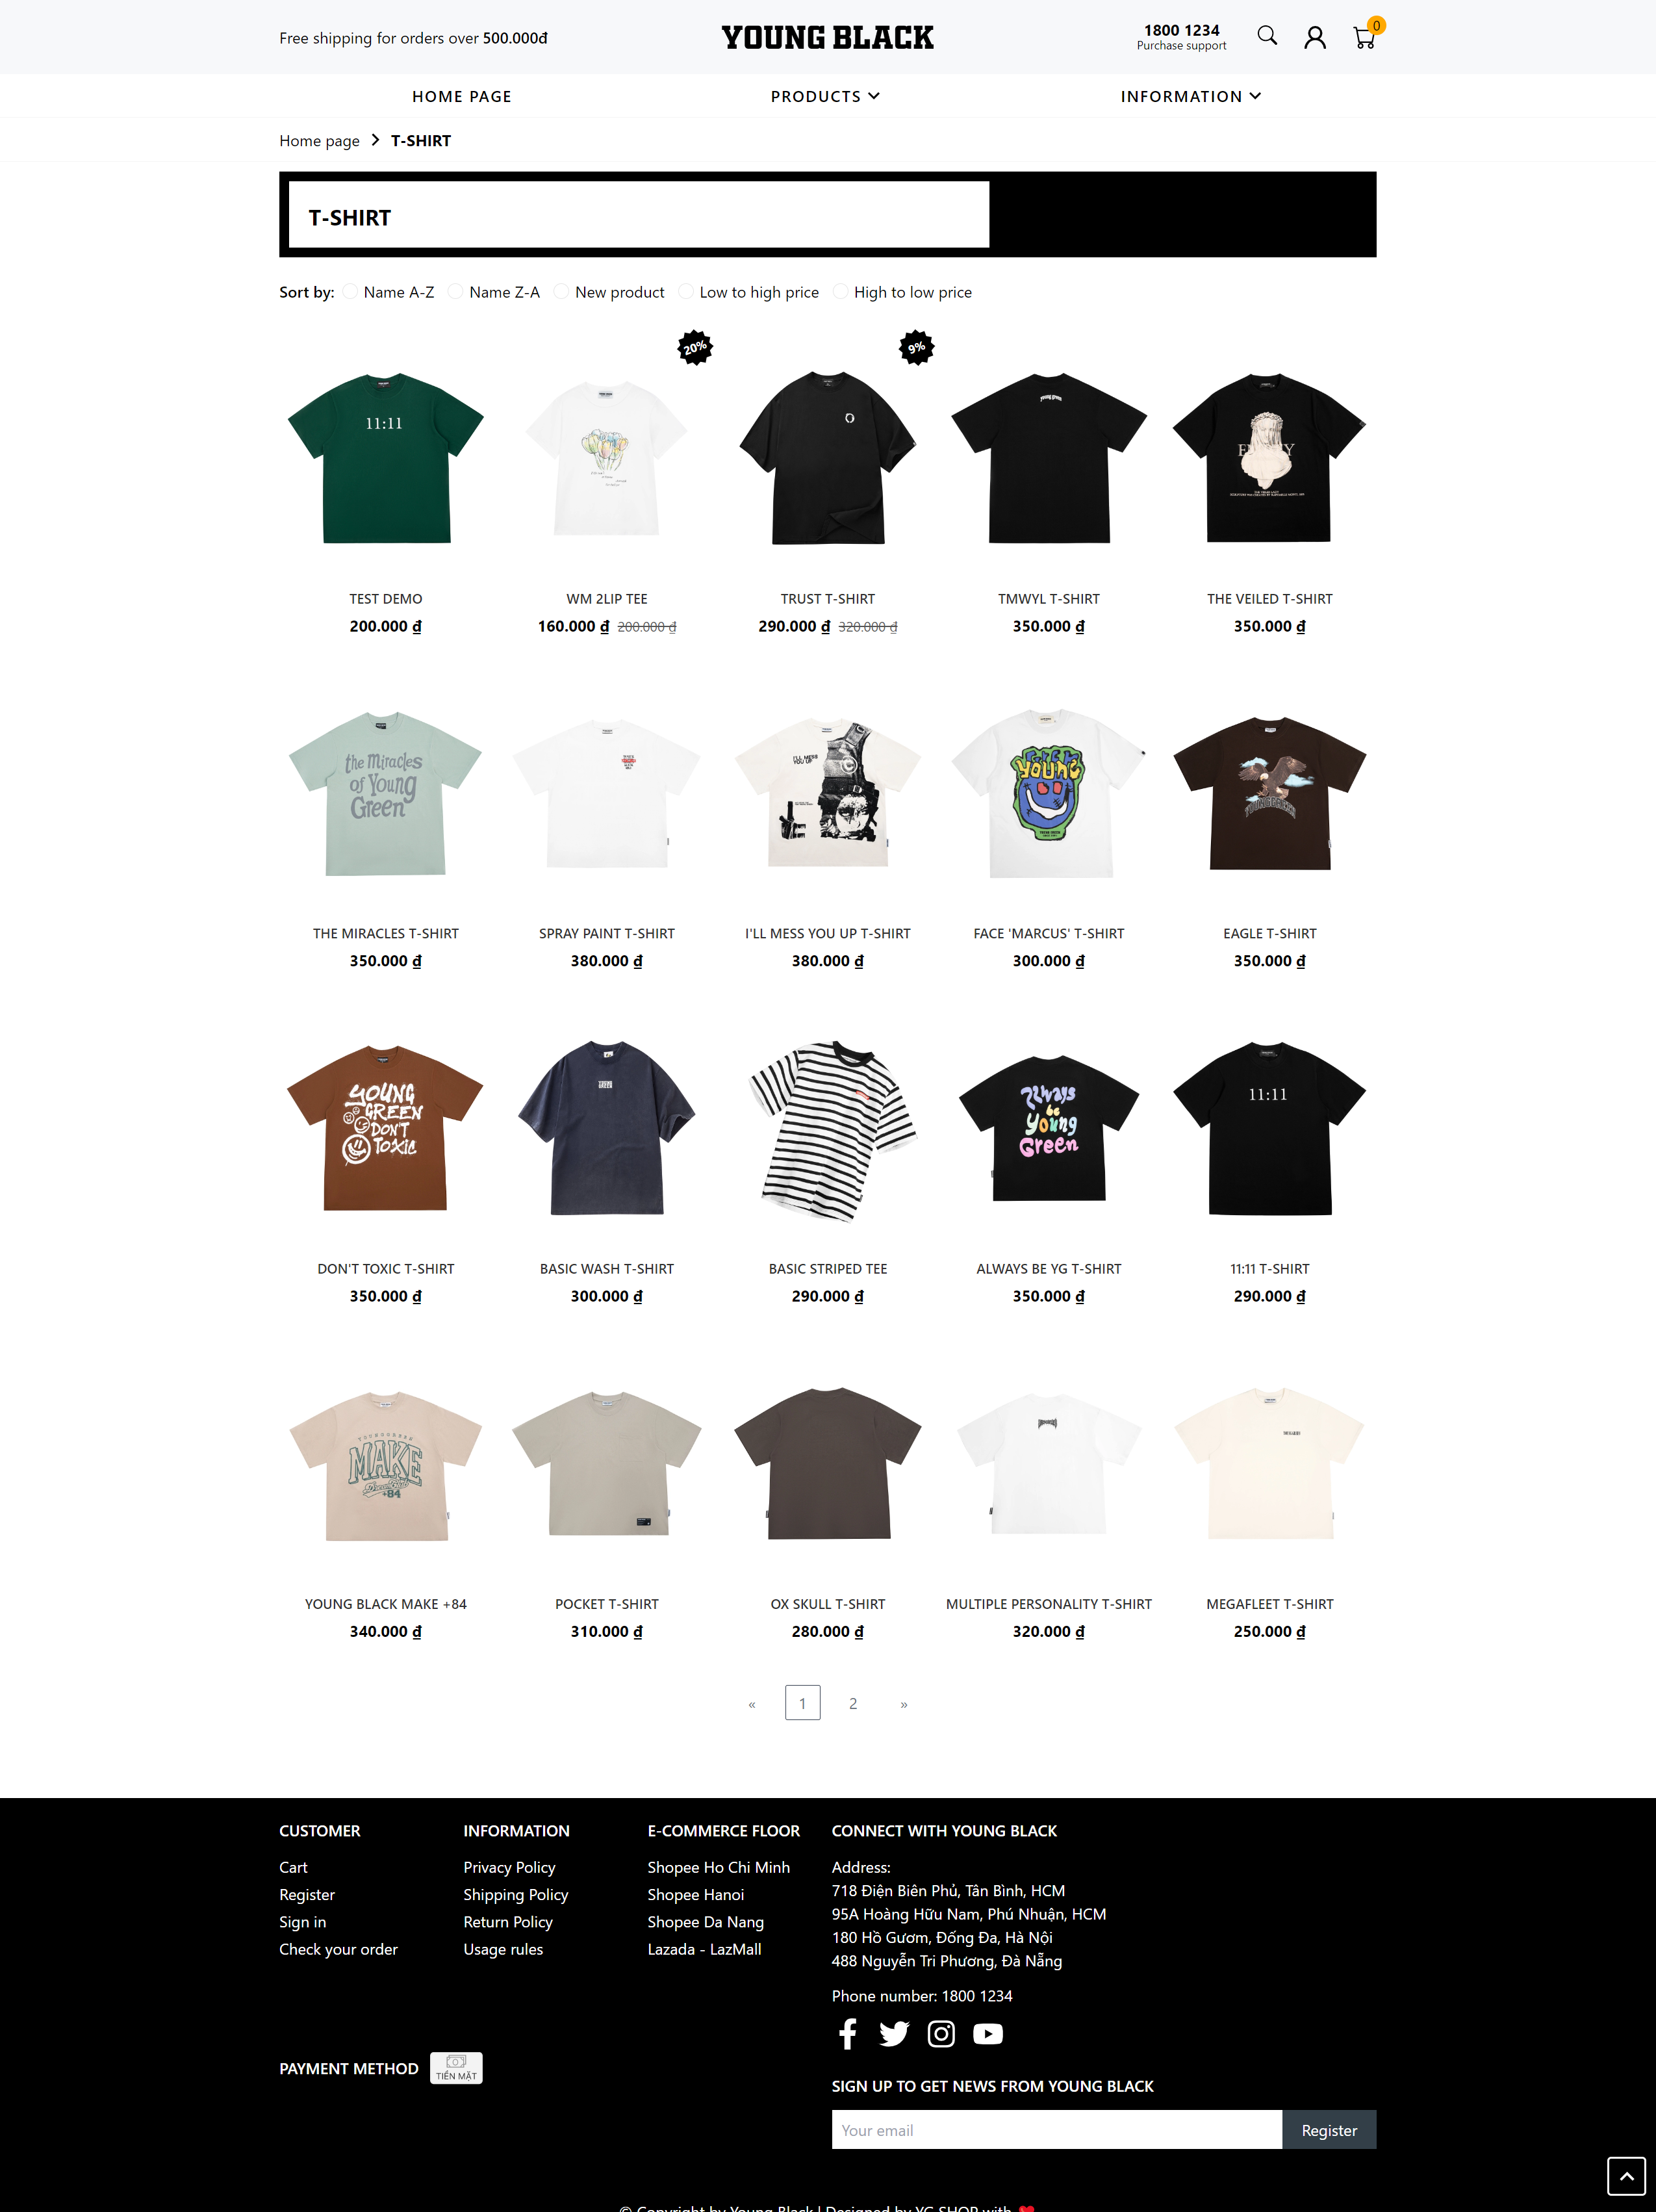 Free shipping for orders over 500.000đ
YOUNG BLACK
1800 1234
Purchase support
0
HOME PAGE
PRODUCTS
INFORMATION
Home page
T-SHIRT
T-SHIRT
Sort by:
Name A-Z
Name Z-A
New product
Low to high price
High to low price
20%
9%
11:11
TEST DEMO
200.000 ₫
WM 2LIP TEE
160.000 ₫ 200.000 ₫
TRUST T-SHIRT
290.000 ₫ 320.000 ₫
young green
TMWYL T-SHIRT
350.000 ₫
THE VEILED T-SHIRT
350.000 ₫
the miracles
of Young
Green
THE MIRACLES T-SHIRT
350.000 ₫
SPRAY PAINT T-SHIRT
380.000 ₫
I'LL MESS
YOU UP
I'LL MESS YOU UP T-SHIRT
380.000 ₫
YOUNG
YOUNG GREEN
FACE 'MARCUS' T-SHIRT
300.000 ₫
YOUNGGREEN
EAGLE T-SHIRT
350.000 ₫
YOUNG
GREEN
DON'T
TOXIC
DON'T TOXIC T-SHIRT
350.000 ₫
YOUNG
GREEN
BASIC WASH T-SHIRT
300.000 ₫
BASIC STRIPED TEE
290.000 ₫
Always
be
Young
Green
ALWAYS BE YG T-SHIRT
350.000 ₫
11:11
11:11 T-SHIRT
290.000 ₫
YOUNGGREEN
MAKE
+84
YOUNG BLACK MAKE +84
340.000 ₫
POCKET T-SHIRT
310.000 ₫
OX SKULL T-SHIRT
280.000 ₫
MULTIPLE PERSONALITY T-SHIRT
320.000 ₫
MEGAFLEET T-SHIRT
250.000 ₫
« 1 2 »
CUSTOMER
Cart
Register
Sign in
Check your order
INFORMATION
Privacy Policy
Shipping Policy
Return Policy
Usage rules
E-COMMERCE FLOOR
Shopee Ho Chi Minh
Shopee Hanoi
Shopee Da Nang
Lazada - LazMall
CONNECT WITH YOUNG BLACK
Address:
718 Điện Biên Phủ, Tân Bình, HCM
95A Hoàng Hữu Nam, Phú Nhuận, HCM
180 Hồ Gươm, Đống Đa, Hà Nội
488 Nguyễn Tri Phương, Đà Nẵng
Phone number: 1800 1234
PAYMENT METHOD
TIỀN MẶT
SIGN UP TO GET NEWS FROM YOUNG BLACK
Your email
Register
© Copyright by Young Black | Designed by YG SHOP with